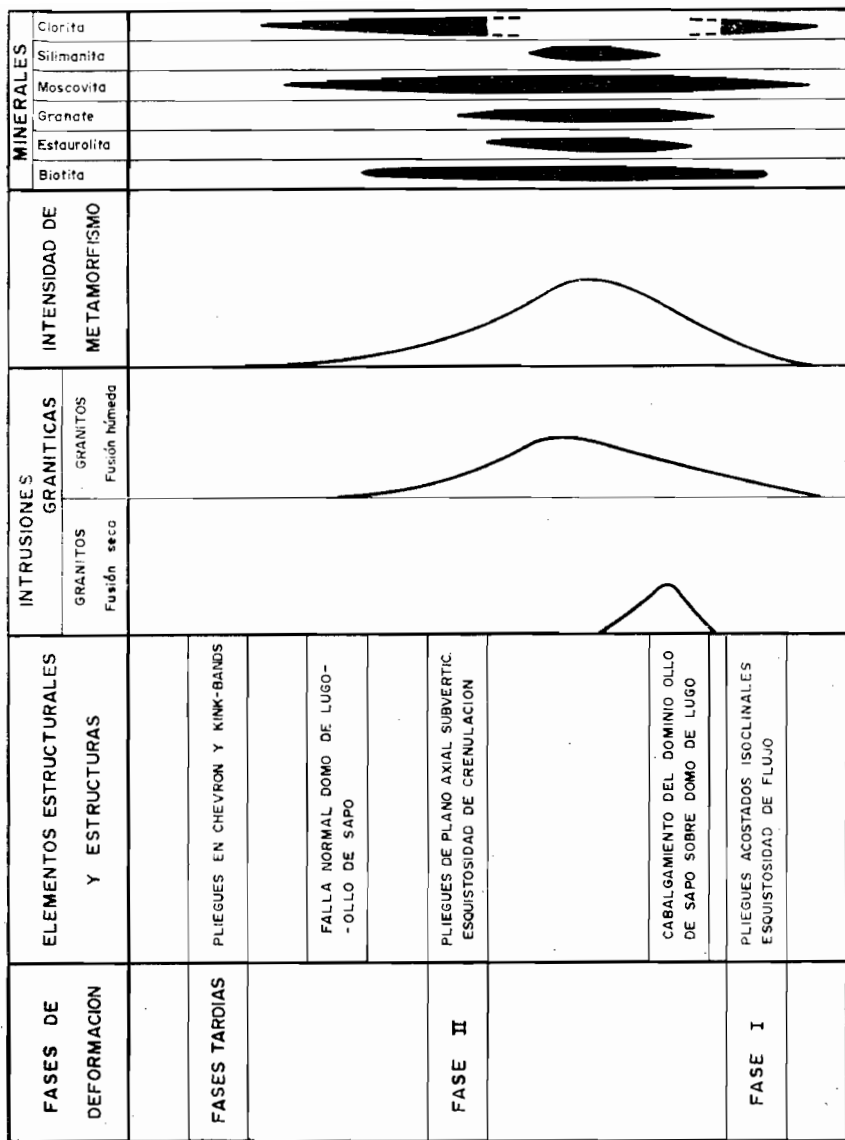 MINERALES
Clorita
Silimanita
Moscovita
Granate
Estaurolita
Biotita
INTENSIDAD DE
METAMORFISMO
INTRUSIONES
GRANITICAS
GRANITOS
Fusión húmeda
GRANITOS
Fusión seca
ELEMENTOS ESTRUCTURALES
Y ESTRUCTURAS
PLIEGUES EN CHEVRON Y KINK-BANDS
FALLA NORMAL DOMO DE LUGO-
-OLLO DE SAPO
PLIEGUES DE PLANO AXIAL SUBVERTIC.
ESQUISTOSIDAD DE CRENULACION
CABALGAMIENTO DEL DOMINIO OLLO
DE SAPO SOBRE DOMO DE LUGO
PLIEGUES ACOSTADOS ISOCLINALES
ESQUISTOSIDAD DE FLUJO
FASES DE
DEFORMACION
FASES TARDIAS
FASE II
FASE I